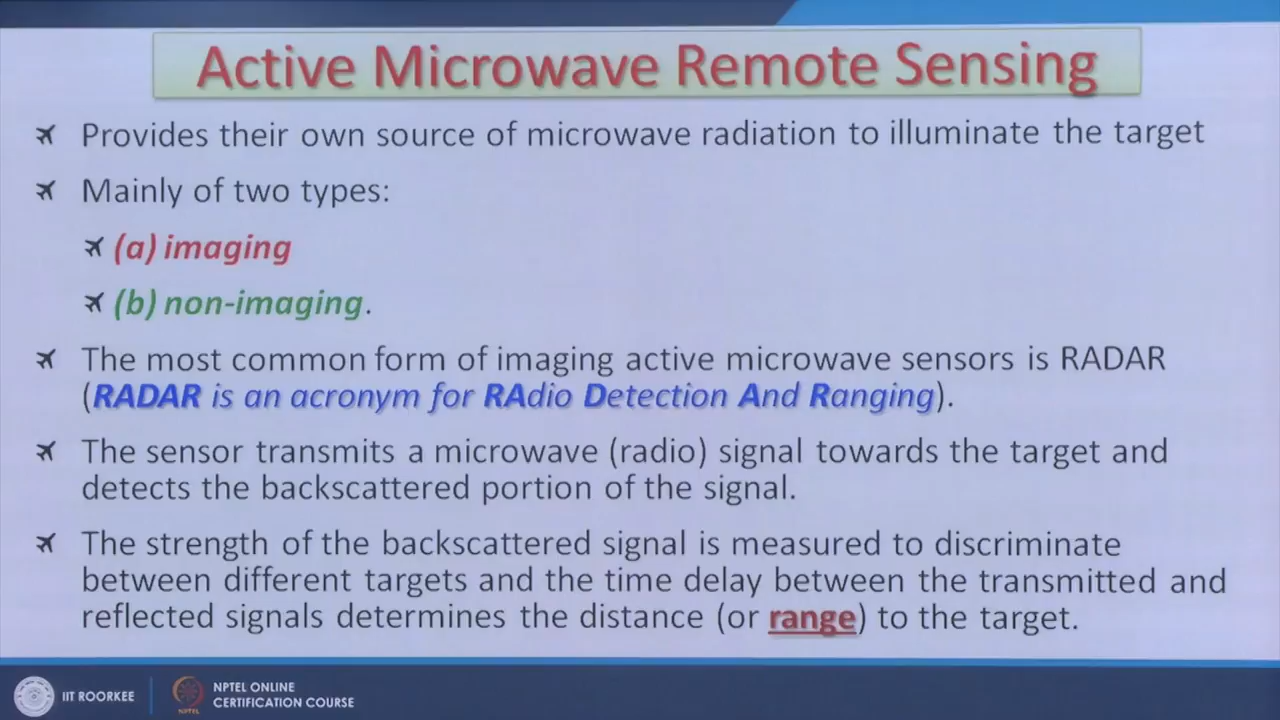 Active Microwave Remote Sensing
Provides their own source of microwave radiation to illuminate the target
Mainly of two types:
(a) imaging
(b) non-imaging.
The most common form of imaging active microwave sensors is RADAR
(RADAR is an acronym for RAdio Detection And Ranging).
The sensor transmits a microwave (radio) signal towards the target and
detects the backscattered portion of the signal.
The strength of the backscattered signal is measured to discriminate
between different targets and the time delay between the transmitted and
reflected signals determines the distance (or range) to the target.
IIT ROORKEE
NPTEL
NPTEL ONLINE
CERTIFICATION COURSE